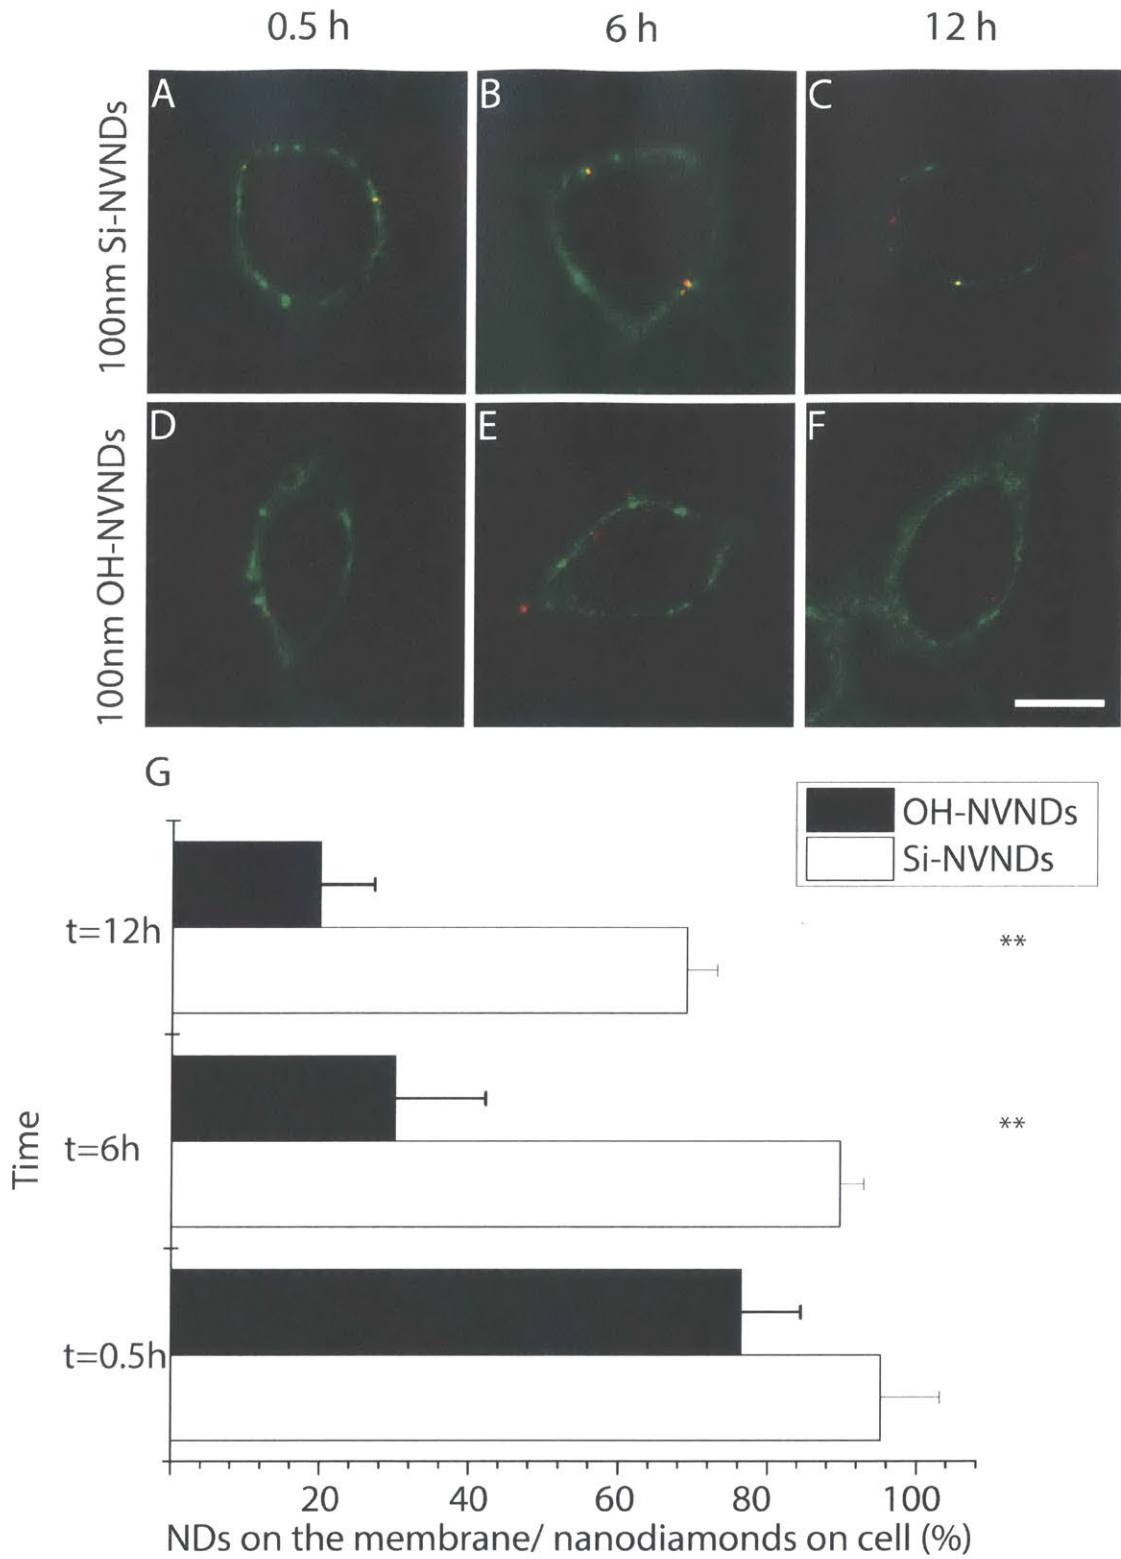 0.5 h 6 h 12 h
100nm Si-NVNDs
A B C
100nm OH-NVNDs
D E F
G
OH-NVNDs
Si-NVNDs
t=12h
**
t=6h
**
t=0.5h
Time
20 40 60 80 100
NDs on the membrane/ nanodiamonds on cell (%)